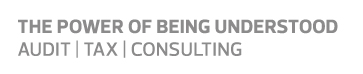 THE POWER OF BEING UNDERSTOOD
AUDIT | TAX | CONSULTING